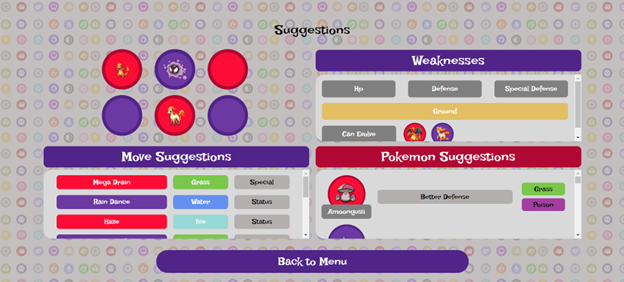 Suggestions
Weaknesses
Hp Defense Special Defense
Ground
Can Evolve
Move Suggestions
Mega Drain Grass Special
Rain Dance Water Status
Haze Ice Status
Pokemon Suggestions
Amoonguss
Better Defense
Grass
Poison
Back to Menu